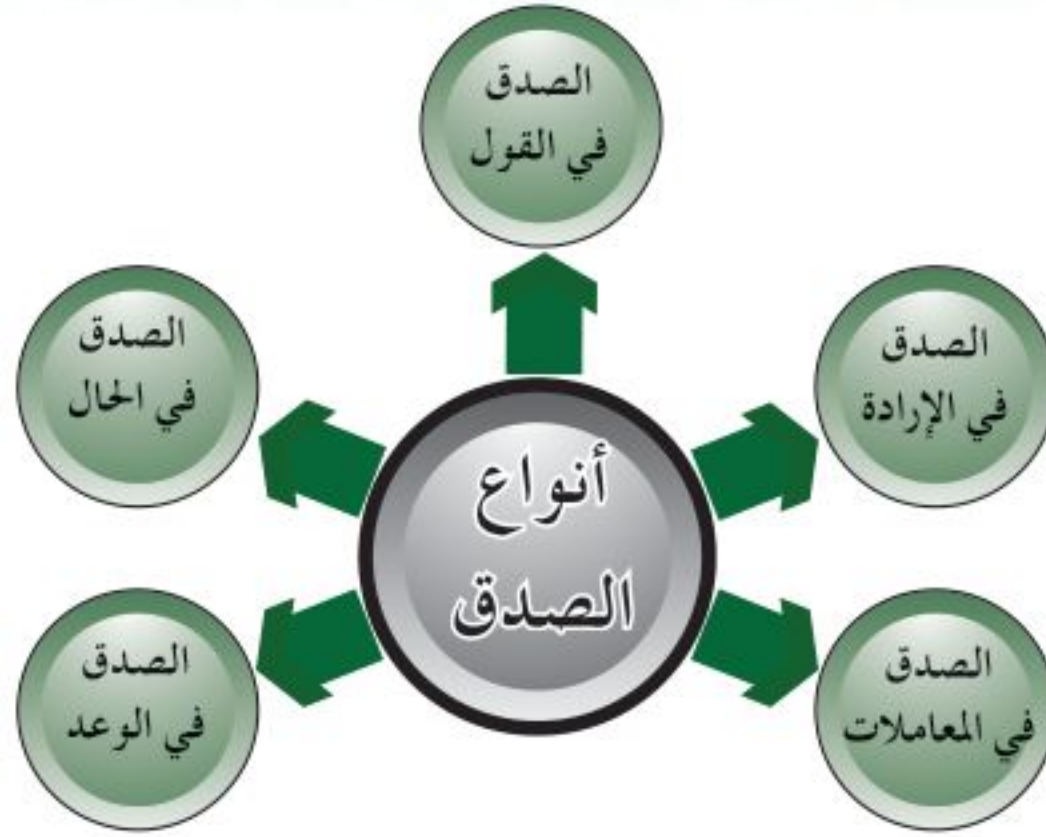 الصدق
في القول
الصدق
في الإرادة
الصدق
في الحال
أنواع
الصدق
الصدق
في المعاملات
الصدق
في الوعد